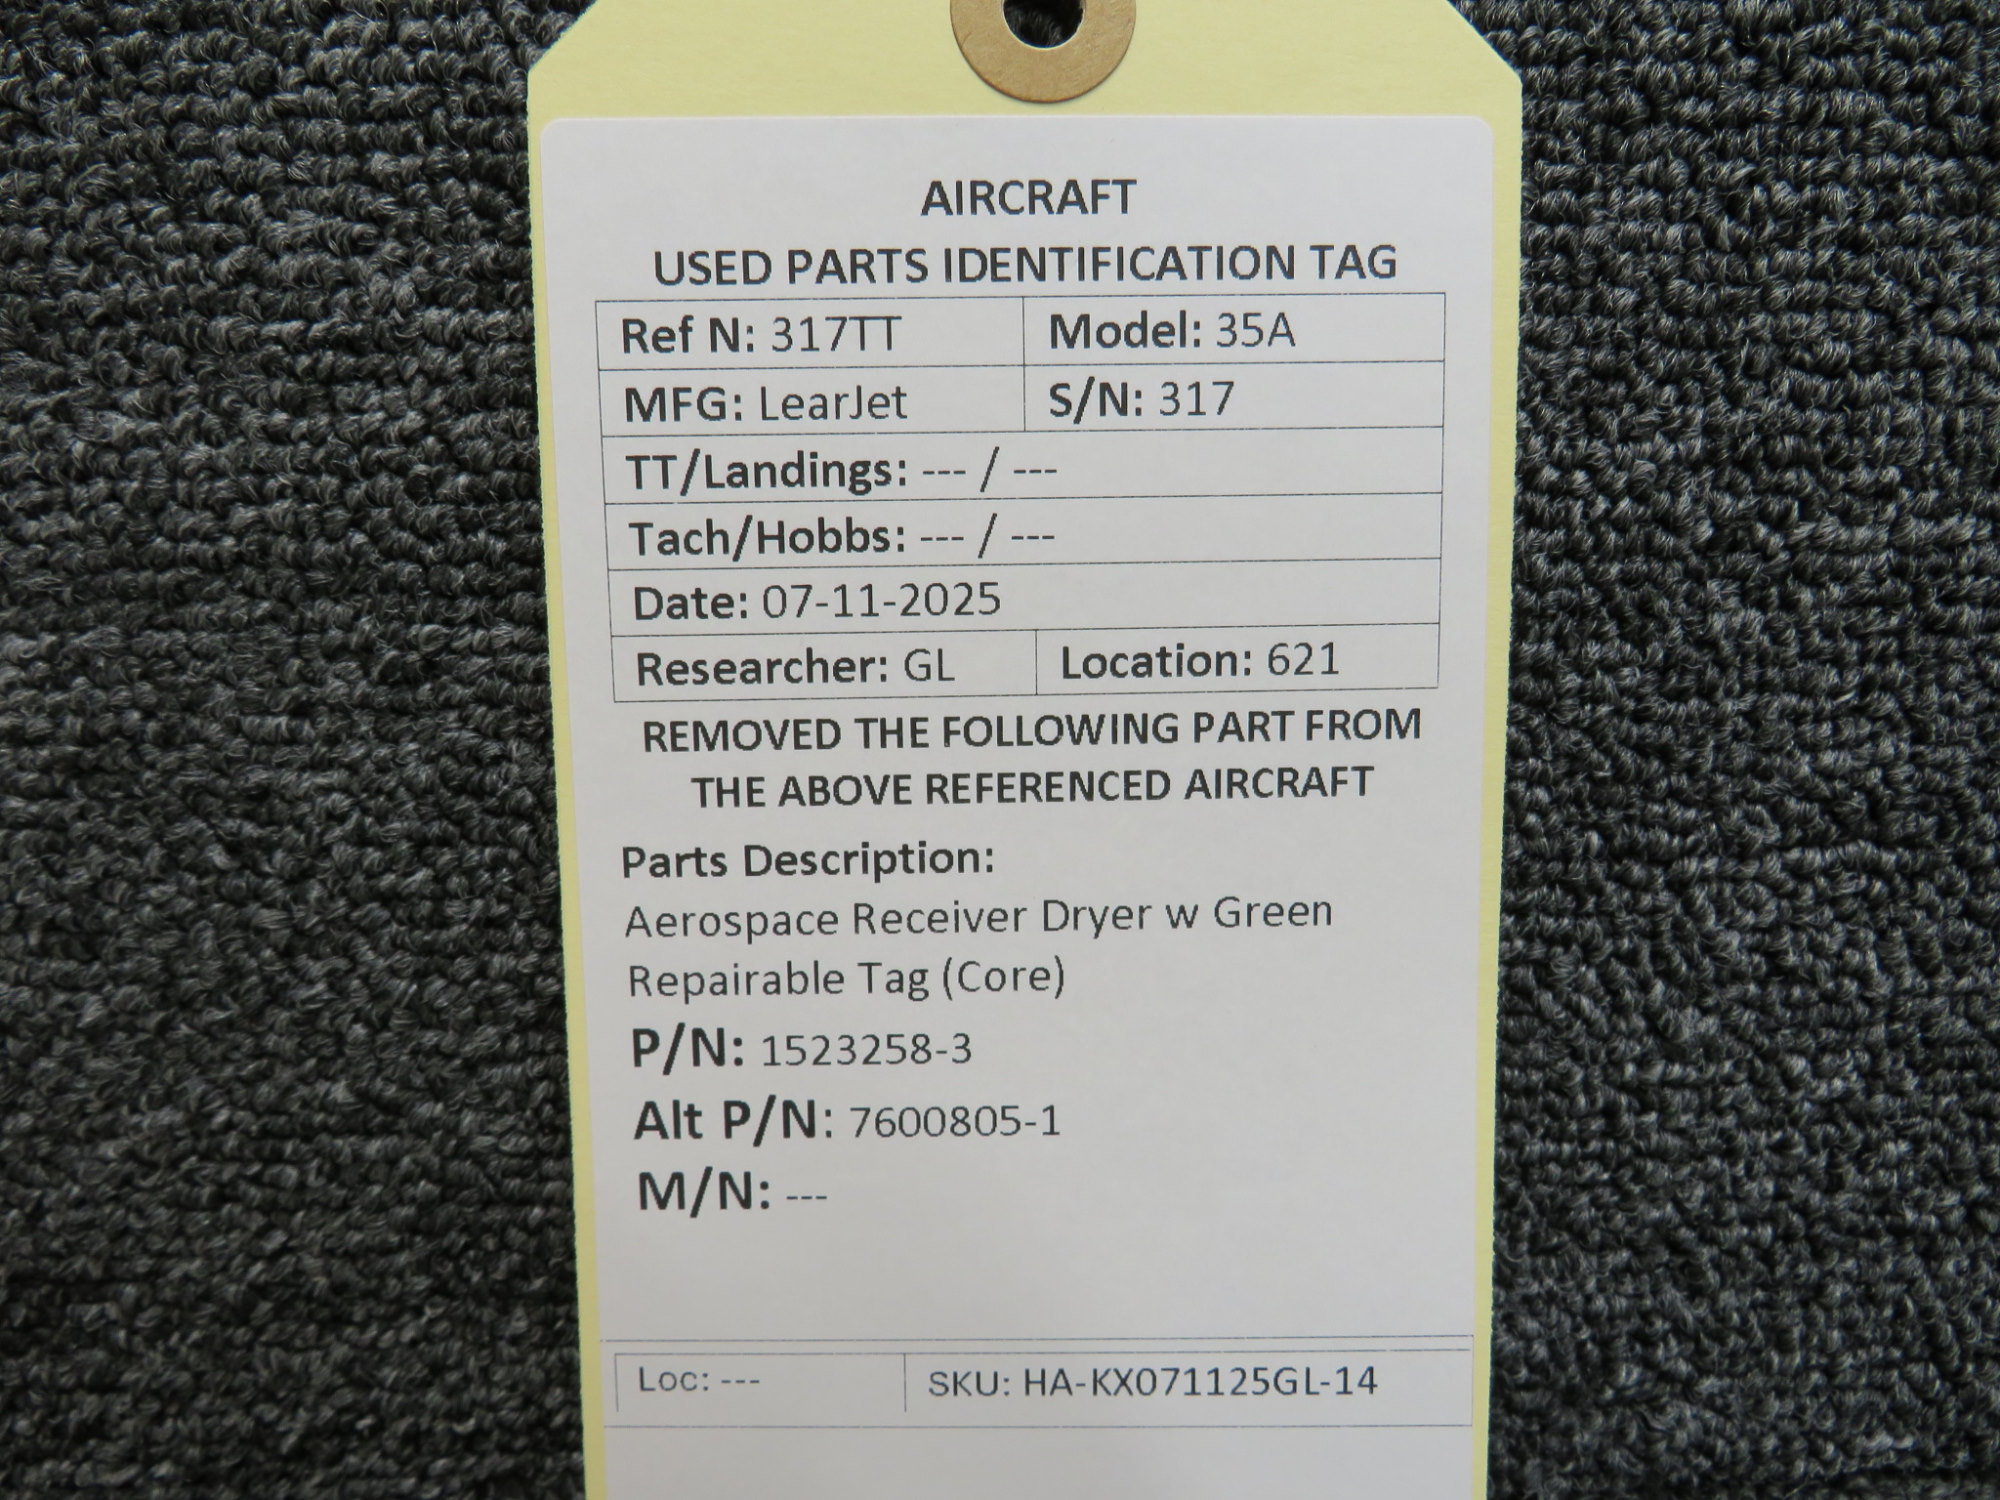 AIRCRAFT
USED PARTS IDENTIFICATION TAG
Ref N: 317TT Model: 35A
MFG: LearJet S/N: 317
TT/Landings: --- / ---
Tach/Hobbs: --- / ---
Date: 07-11-2025
Researcher: GL Location: 621
REMOVED THE FOLLOWING PART FROM
THE ABOVE REFERENCED AIRCRAFT
Parts Description:
Aerospace Receiver Dryer w Green
Repairable Tag (Core)
P/N: 1523258-3
Alt P/N: 7600805-1
M/N: ---
Loc: --- SKU: HA-KX071125GL-14